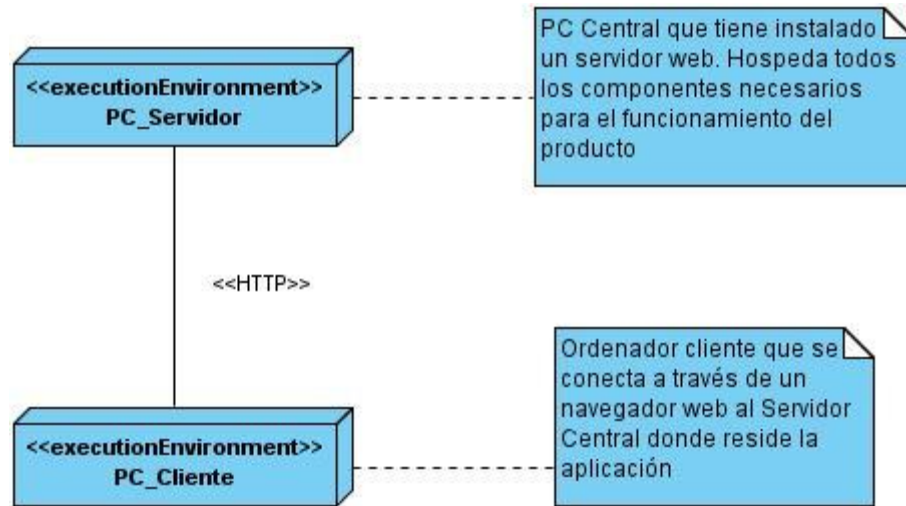 <<executionEnvironment>>
PC_Servidor
PC Central que tiene instalado
un servidor web. Hospeda todos
los componentes necesarios
para el funcionamiento del
producto
<<HTTP>>
<<executionEnvironment>>
PC_Cliente
Ordenador cliente que se
conecta a través de un
navegador web al Servidor
Central donde reside la
aplicación